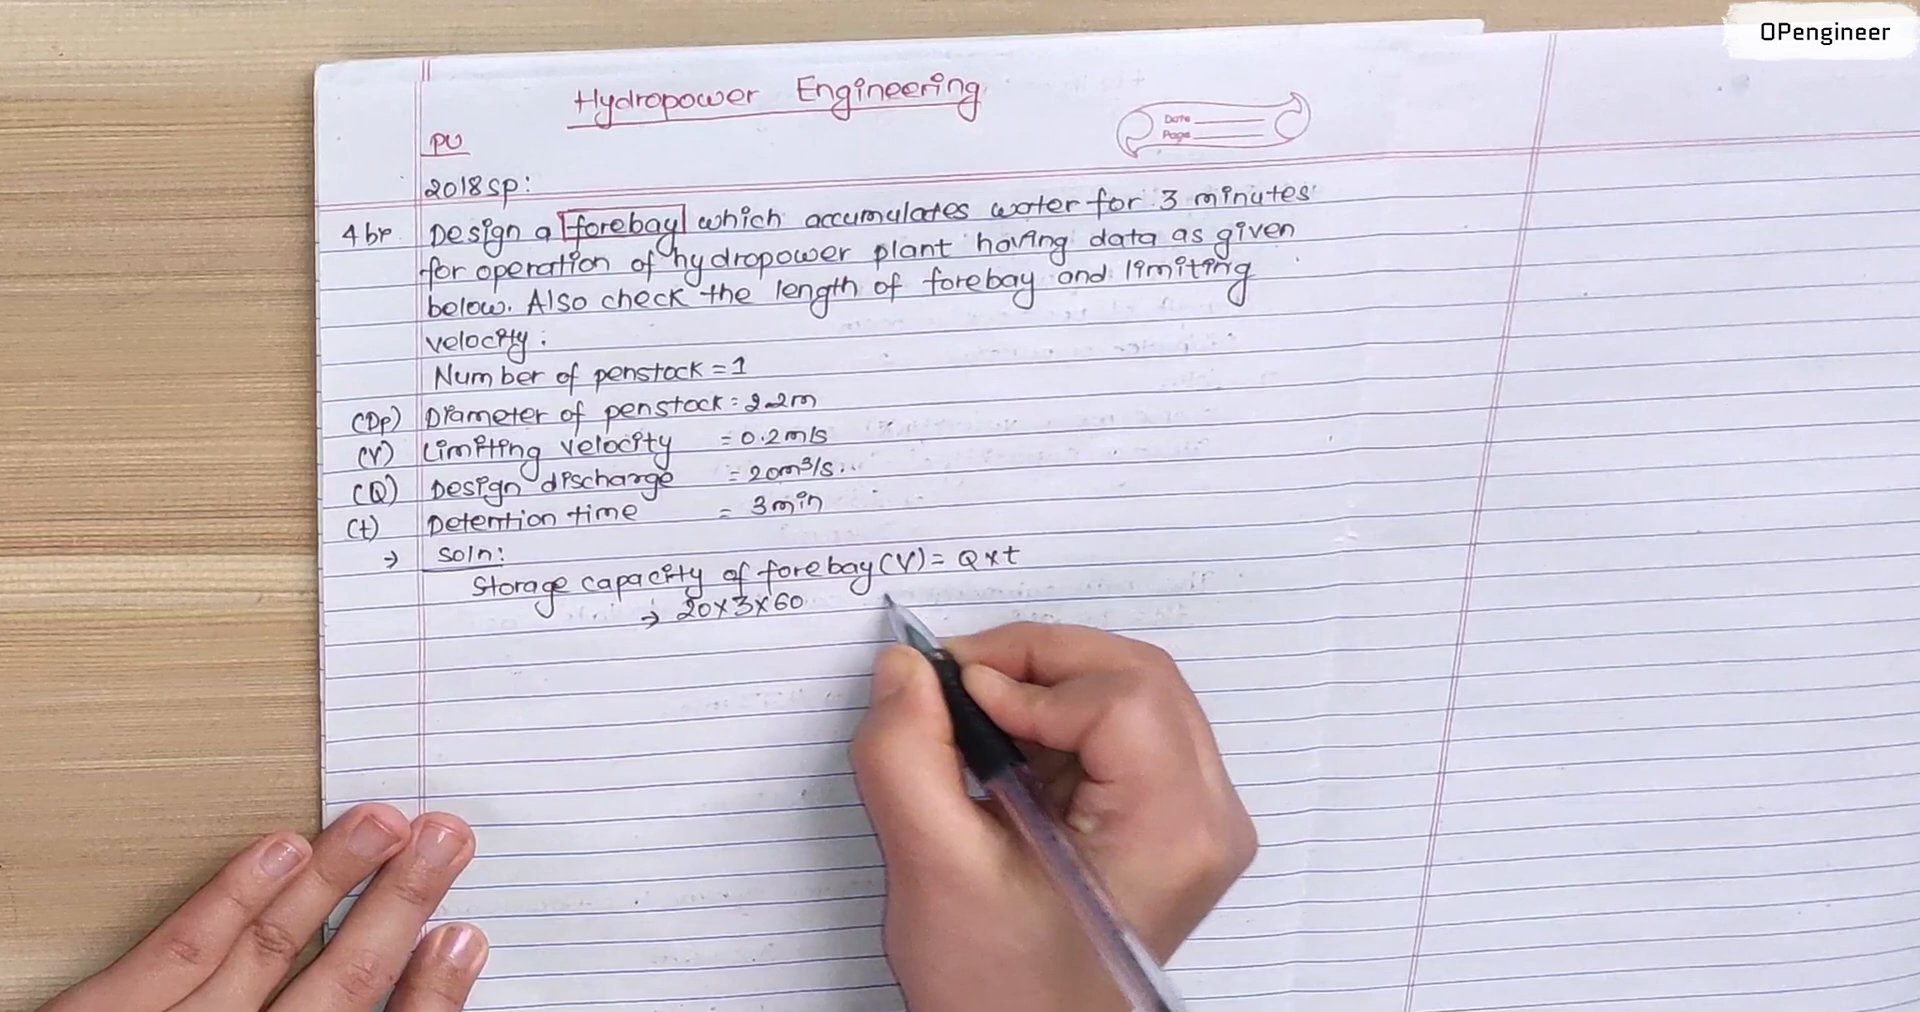 OPengineer
Hydropower Engineering
Date
Page
PU
2018 sp:
4 br Design a forebay which accumulates water for 3 minutes
for operation of hydropower plant having data as given
below. Also check the length of forebay and limiting
velocity:
Number of penstock = 1
(Dp) Diameter of penstock = 2.2m
(V) Limiting velocity = 0.2m/s
(Q) Design discharge = 20m³/s.
(t) Detention time = 3min
→ soln:
Storage capacity of forebay (V) = Q×t
→ 20×3×60